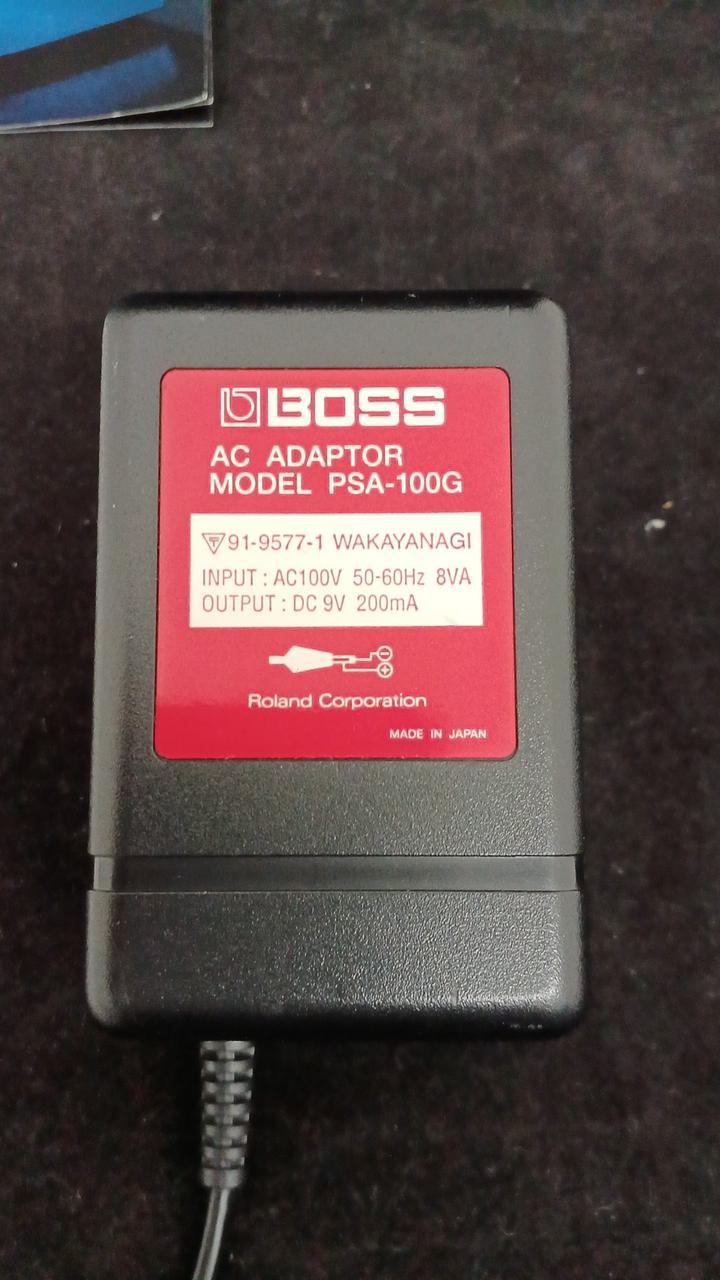 BOSS
AC ADAPTOR
MODEL PSA-100G
〒91-9577-1 WAKAYANAGI
INPUT : AC100V 50-60Hz 8VA
OUTPUT : DC 9V 200mA
Roland Corporation
MADE IN JAPAN